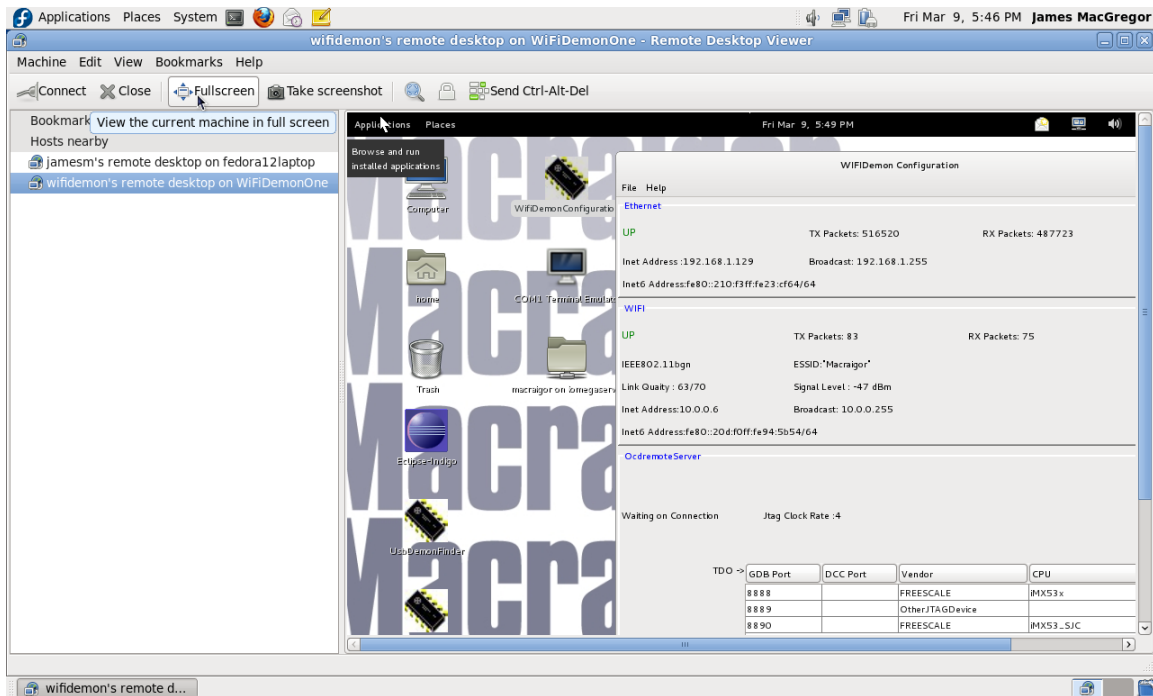 Applications Places System Fri Mar 9, 5:46 PM James MacGregor
wifidemon's remote desktop on WiFiDemonOne - Remote Desktop Viewer
Machine Edit View Bookmarks Help
Connect Close Fullscreen Take screenshot Send Ctrl-Alt-Del
Bookmark
View the current machine in full screen
Hosts nearby
jamesm's remote desktop on fedora12laptop
wifidemon's remote desktop on WiFiDemonOne
Applications Places Fri Mar 9, 5:49 PM
Browse and run
installed applications
Computer
WifiDemonConfiguratio
home
COM1 Terminal Emulat
Trash
macraigor on iomegaserv
Eclipse-Indigo
UsbDemonFinder
Macra
Macra
Macra
Macra
Macra
WIFIDemon Configuration
File Help
Ethernet
UP TX Packets: 516520 RX Packets: 487723
Inet Address :192.168.1.129 Broadcast: 192.168.1.255
Inet6 Address:fe80::210:f3ff:fe23:cf64/64
WIFI
UP TX Packets: 83 RX Packets: 75
IEEE802.11bgn ESSID:"Macraigor"
Link Quaity : 63/70 Signal Level : -47 dBm
Inet Address:10.0.0.6 Broadcast: 10.0.0.255
Inet6 Address:fe80::20d:f0ff:fe94:5b54/64
OcdremoteServer
Waiting on Connection Jtag Clock Rate :4
TDO -> GDB Port DCC Port Vendor CPU
8888 FREESCALE iMX53x
8889 OtherJTAGDevice
8890 FREESCALE iMX53_SJC
wifidemon's remote d...